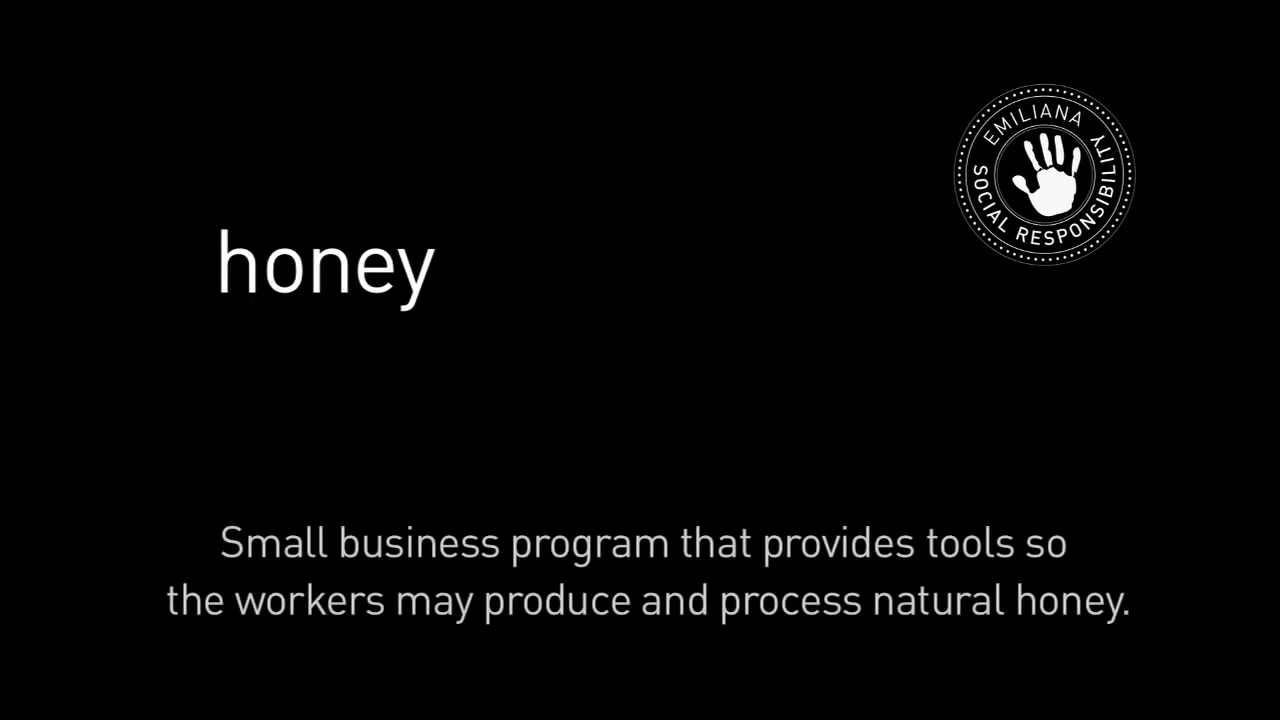 EMILIANA
SOCIAL RESPONSIBILITY
honey
Small business program that provides tools so
the workers may produce and process natural honey.